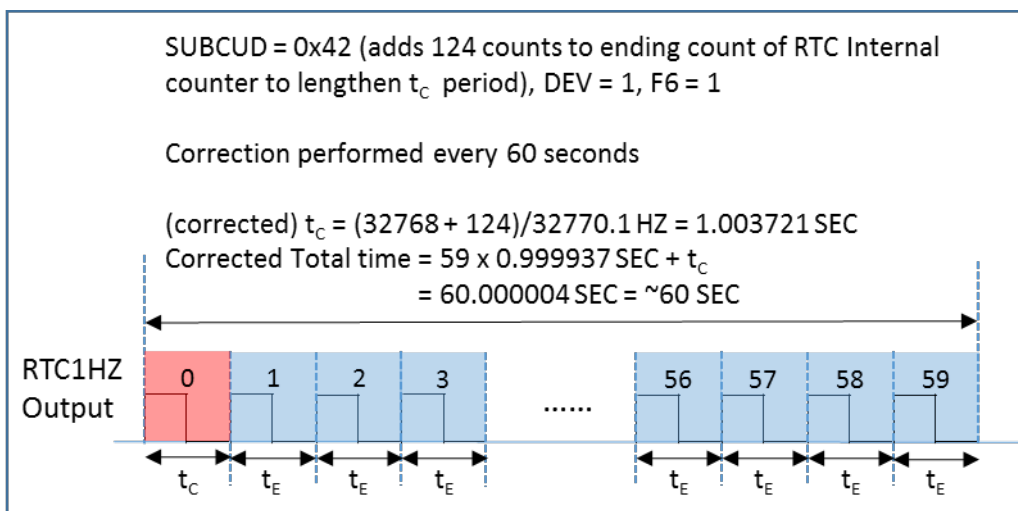 SUBCUD = 0x42 (adds 124 counts to ending count of RTC Internal
counter to lengthen tC period), DEV = 1, F6 = 1
Correction performed every 60 seconds
(corrected) tC = (32768 + 124)/32770.1 HZ = 1.003721 SEC
Corrected Total time = 59 x 0.999937 SEC + tC
= 60.000004 SEC = ~60 SEC
RTC1HZ
Output
0 1 2 3 ...... 56 57 58 59
tC tE tE tE tE tE tE tE